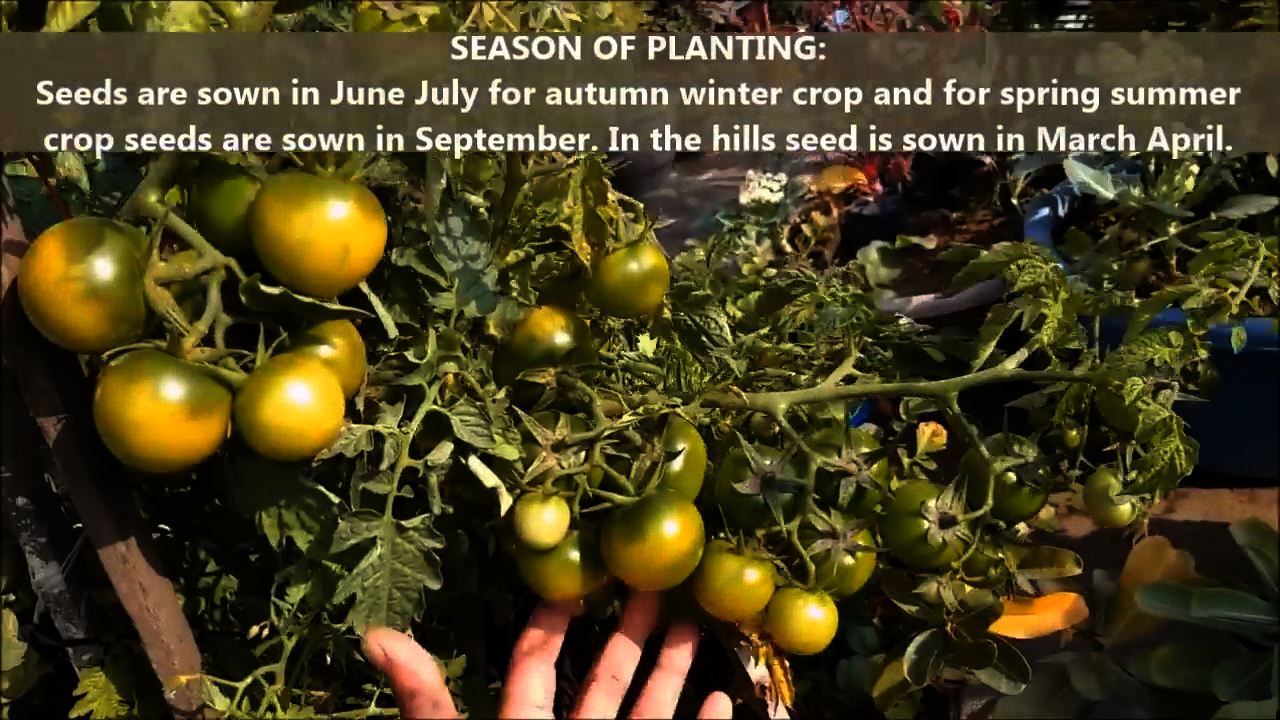 SEASON OF PLANTING:
Seeds are sown in June July for autumn winter crop and for spring summer
crop seeds are sown in September. In the hills seed is sown in March April.